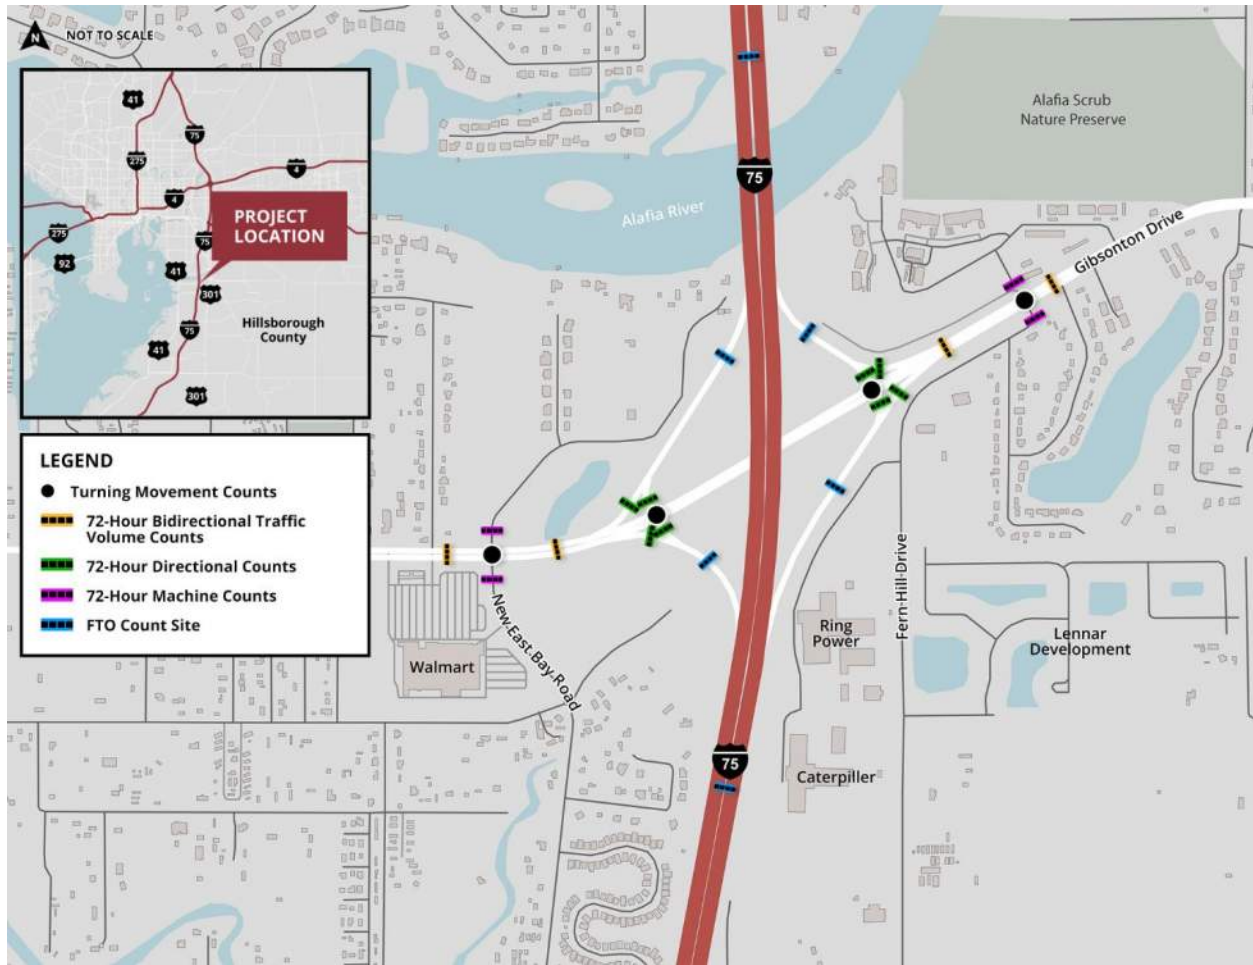 N
NOT TO SCALE
41
75
275
4
4
PROJECT
LOCATION
275
75
92
41
301
Hillsborough
County
75
41
301
LEGEND
Turning Movement Counts
72-Hour Bidirectional Traffic
Volume Counts
72-Hour Directional Counts
72-Hour Machine Counts
FTO Count Site
Alafia Scrub
Nature Preserve
75
Alafia River
Gibsonton Drive
New East Bay Road
Walmart
Fern Hill Drive
Ring
Power
Lennar
Development
75
Caterpiller